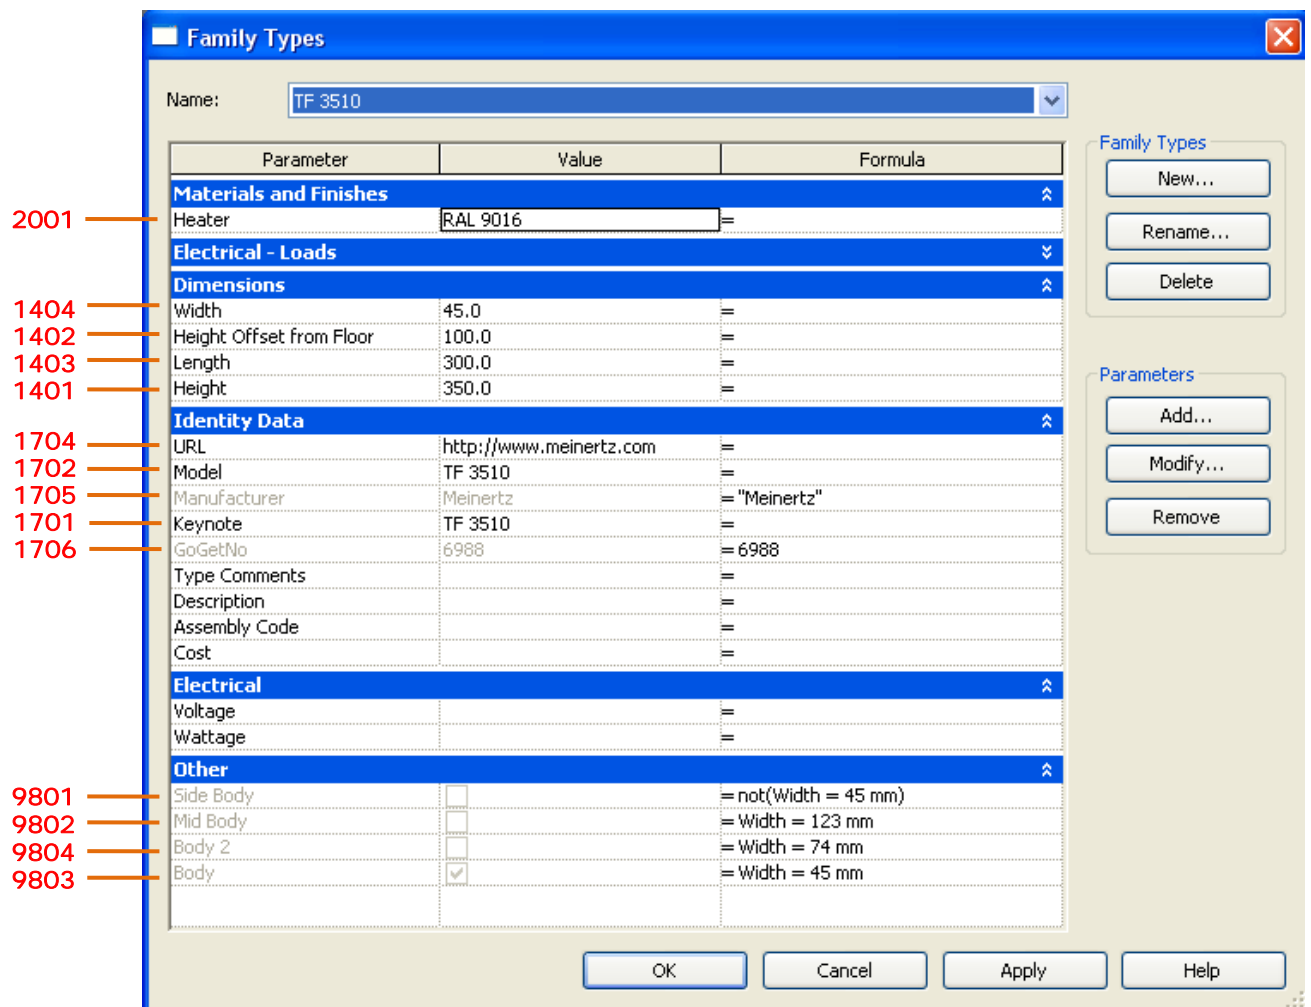 Family Types
Name: TF 3510
Parameter Value Formula
Materials and Finishes
2001 Heater RAL 9016 =
Electrical - Loads
Dimensions
1404 Width 45.0 =
1402 Height Offset from Floor 100.0 =
1403 Length 300.0 =
1401 Height 350.0 =
Identity Data
1704 URL http://www.meinertz.com =
1702 Model TF 3510 =
1705 Manufacturer Meinertz = "Meinertz"
1701 Keynote TF 3510 =
1706 GoGetNo 6988 = 6988
Type Comments =
Description =
Assembly Code =
Cost =
Electrical
Voltage =
Wattage =
Other
9801 Side Body = not(Width = 45 mm)
9802 Mid Body = Width = 123 mm
9804 Body 2 = Width = 74 mm
9803 Body = Width = 45 mm
Family Types
New...
Rename...
Delete
Parameters
Add...
Modify...
Remove
OK Cancel Apply Help